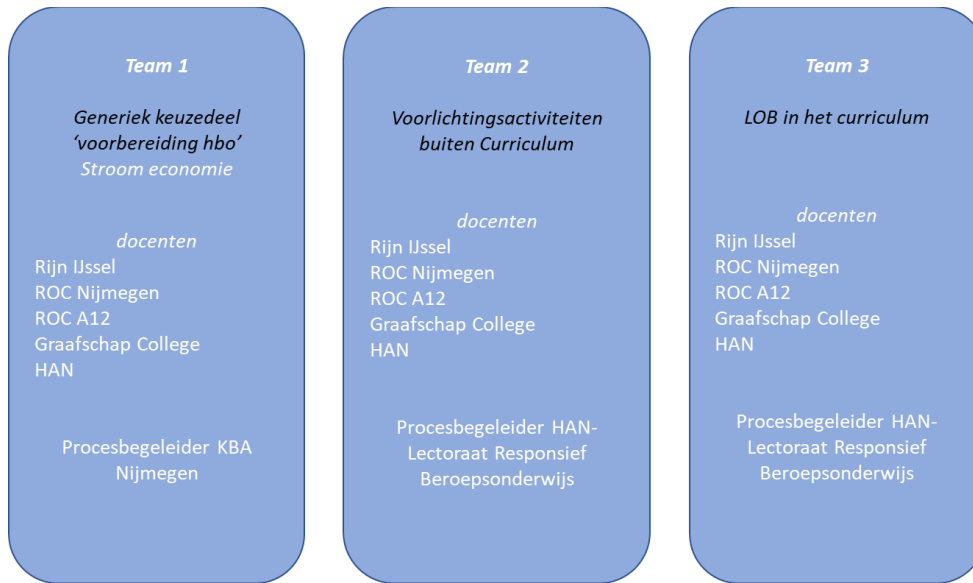 Team 1
Generiek keuzedeel
‘voorbereiding hbo’
Stroom economie
docenten
Rijn IJssel
ROC Nijmegen
ROC A12
Graafschap College
HAN
Procesbegeleider KBA
Nijmegen
Team 2
Voorlichtingsactiviteiten
buiten Curriculum
docenten
Rijn IJssel
ROC Nijmegen
ROC A12
Graafschap College
HAN
Procesbegeleider HAN-
Lectoraat Responsief
Beroepsonderwijs
Team 3
LOB in het curriculum
docenten
Rijn IJssel
ROC Nijmegen
ROC A12
Graafschap College
HAN
Procesbegeleider HAN-
Lectoraat Responsief
Beroepsonderwijs